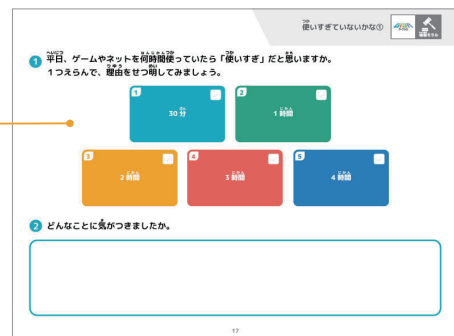 使いすぎていないかな①
1 平日、ゲームやネットを何時間使っていたら「使いすぎ」だと思いますか。
１つえらんで、理由をせつ明してみましょう。
1 30分
2 1時間
3 2時間
4 3時間
5 4時間
2 どんなことに気がつきましたか。
17